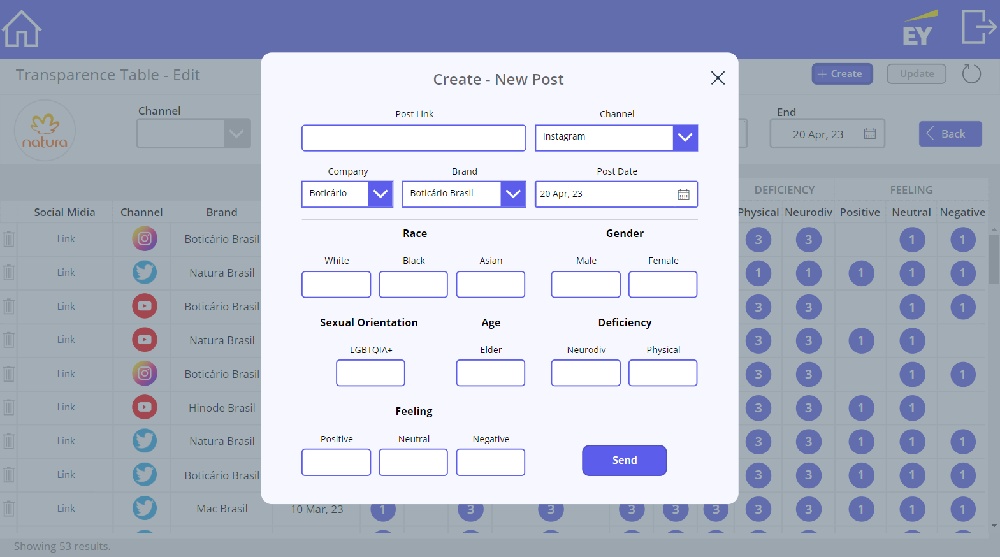 EY
Transparence Table - Edit
Create
Update
natura
Channel
End
20 Apr, 23
Back
DEFICIENCY FEELING
Social Midia Channel Brand Physical Neurodiv Positive Neutral Negative
Link Boticário Brasil 3 3 1 1
Link Natura Brasil 1 1 1 1 1
Link Boticário Brasil 3 3 1 1
Link Natura Brasil 3 3 1 1
Link Boticário Brasil 3 3 1 1
Link Hinode Brasil 3 3 1 1
Link Natura Brasil 3 3 1 1 1
Link Boticário Brasil 3 3 1 1 1
Link Mac Brasil 10 Mar, 23 1 3 3 3 3 3 3 3 1 1 1
Showing 53 results.
Create - New Post
Post Link Channel
Instagram
Company Brand Post Date
Boticário Boticário Brasil 20 Apr, 23
Race Gender
White Black Asian Male Female
Sexual Orientation Age Deficiency
LGBTQIA+ Elder Neurodiv Physical
Feeling
Positive Neutral Negative
Send